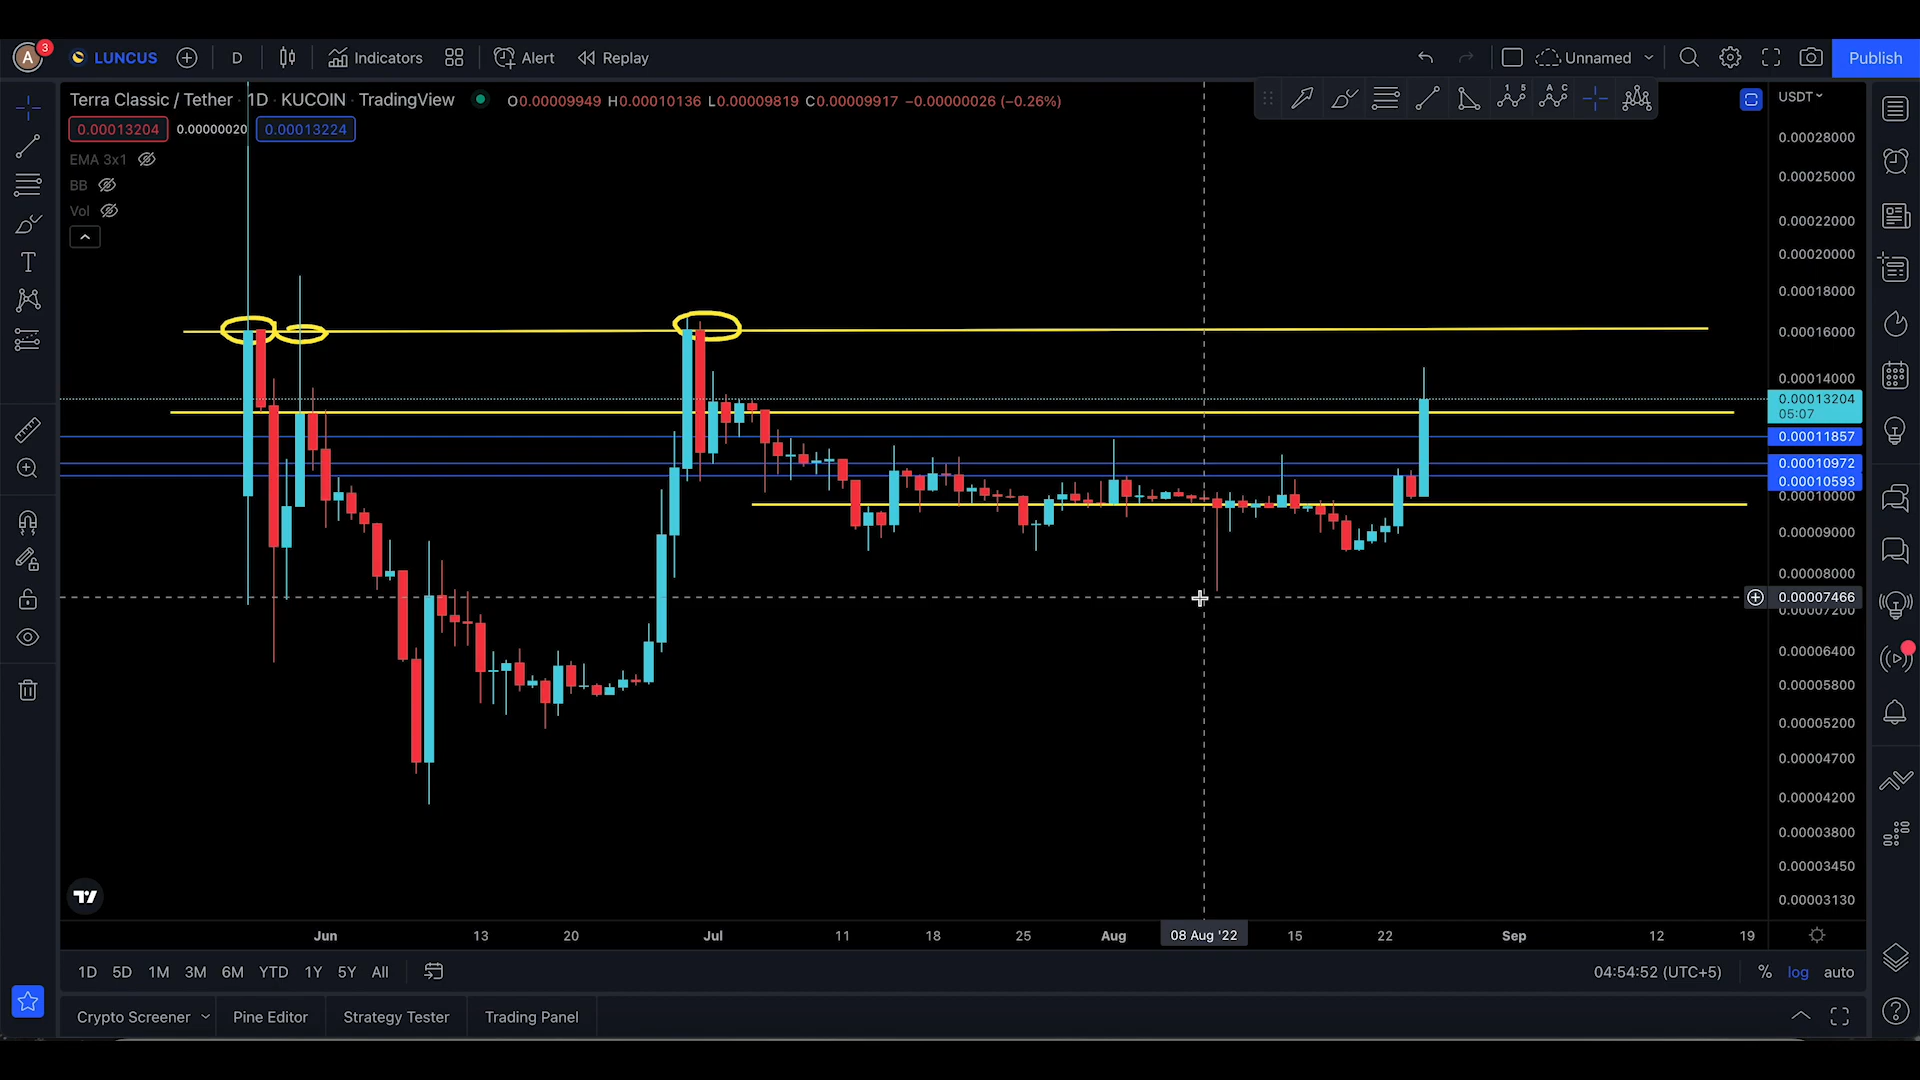 A 3 LUNCUS D Indicators Alert Replay Unnamed Publish
Terra Classic / Tether · 1D · KUCOIN · TradingView O0.00009949 H0.00010136 L0.00009819 C0.00009917 −0.00000026 (−0.26%)
USDT
0.00013204 0.00000020 0.00013224
EMA 3x1
BB
Vol
1 5
A C
0.00028000
0.00025000
0.00022000
0.00020000
0.00018000
0.00016000
0.00014000
0.00013204
05:07
0.00011857
0.00010972
0.00010593
0.00010000
0.00009000
0.00008000
0.00007466
0.00007200
0.00006400
0.00005800
0.00005200
0.00004700
0.00004200
0.00003800
0.00003450
0.00003130
Jun 13 20 Jul 11 18 25 Aug 08 Aug '22 15 22 Sep 12 19
1D 5D 1M 3M 6M YTD 1Y 5Y All 04:54:52 (UTC+5) % log auto
Crypto Screener Pine Editor Strategy Tester Trading Panel